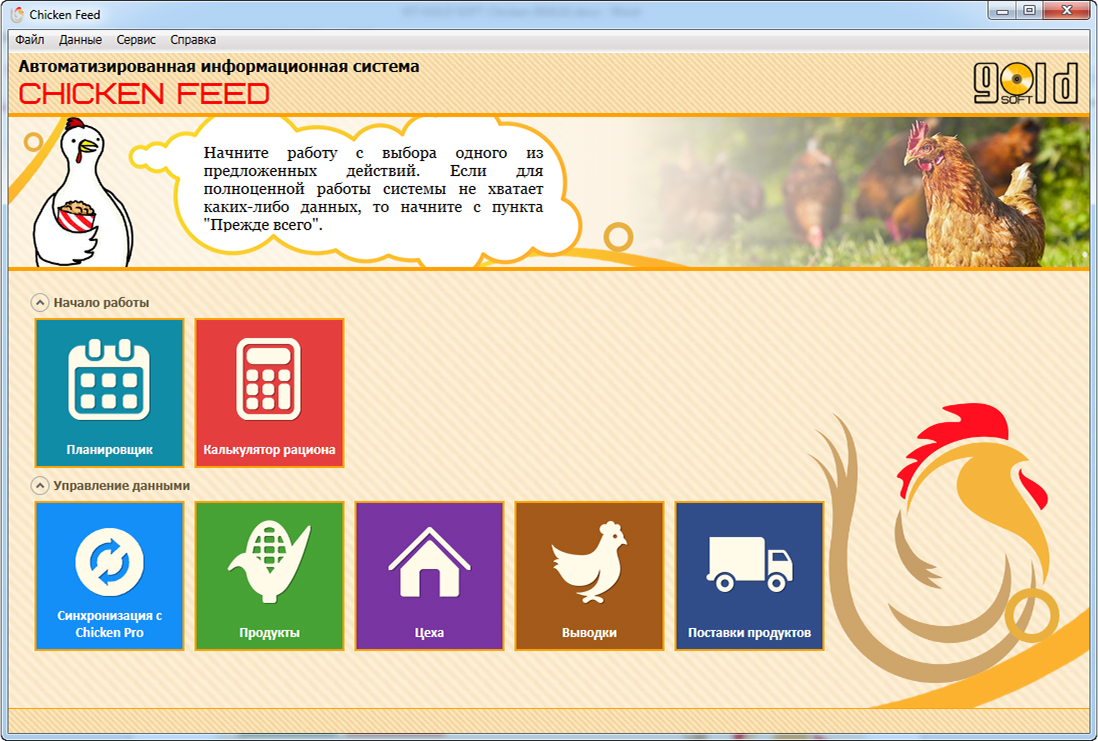 Chicken Feed
Файл Данные Сервис Справка
Автоматизированная информационная система
CHICKEN FEED
gold
SOFT
Начните работу с выбора одного из
предложенных действий. Если для
полноценной работы системы не хватает
каких-либо данных, то начните с пункта
"Прежде всего".
Начало работы
Планировщик
Калькулятор рациона
Управление данными
Синхронизация с
Chicken Pro
Продукты
Цеха
Выводки
Поставки продуктов